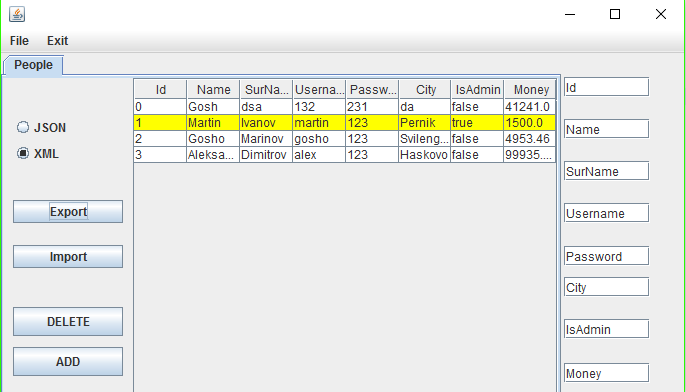 File Exit
People
Id Name SurNa... Userna... Passw... City IsAdmin Money
0 Gosh dsa 132 231 da false 41241.0
1 Martin Ivanov martin 123 Pernik true 1500.0
2 Gosho Marinov gosho 123 Svileng... false 4953.46
3 Aleksa... Dimitrov alex 123 Haskovo false 99935....
JSON
XML
Export
Import
DELETE
ADD
Id
Name
SurName
Username
Password
City
IsAdmin
Money